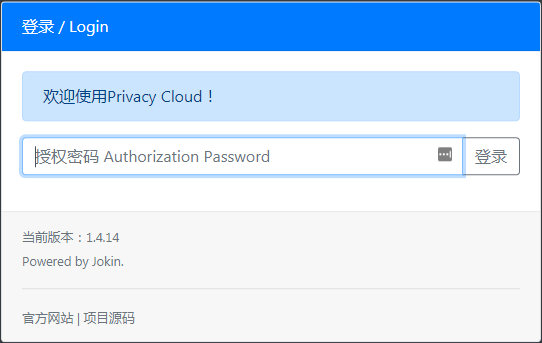 登录 / Login
欢迎使用Privacy Cloud！
授权密码 Authorization Password
登录
当前版本：1.4.14
Powered by Jokin.
官方网站 | 项目源码